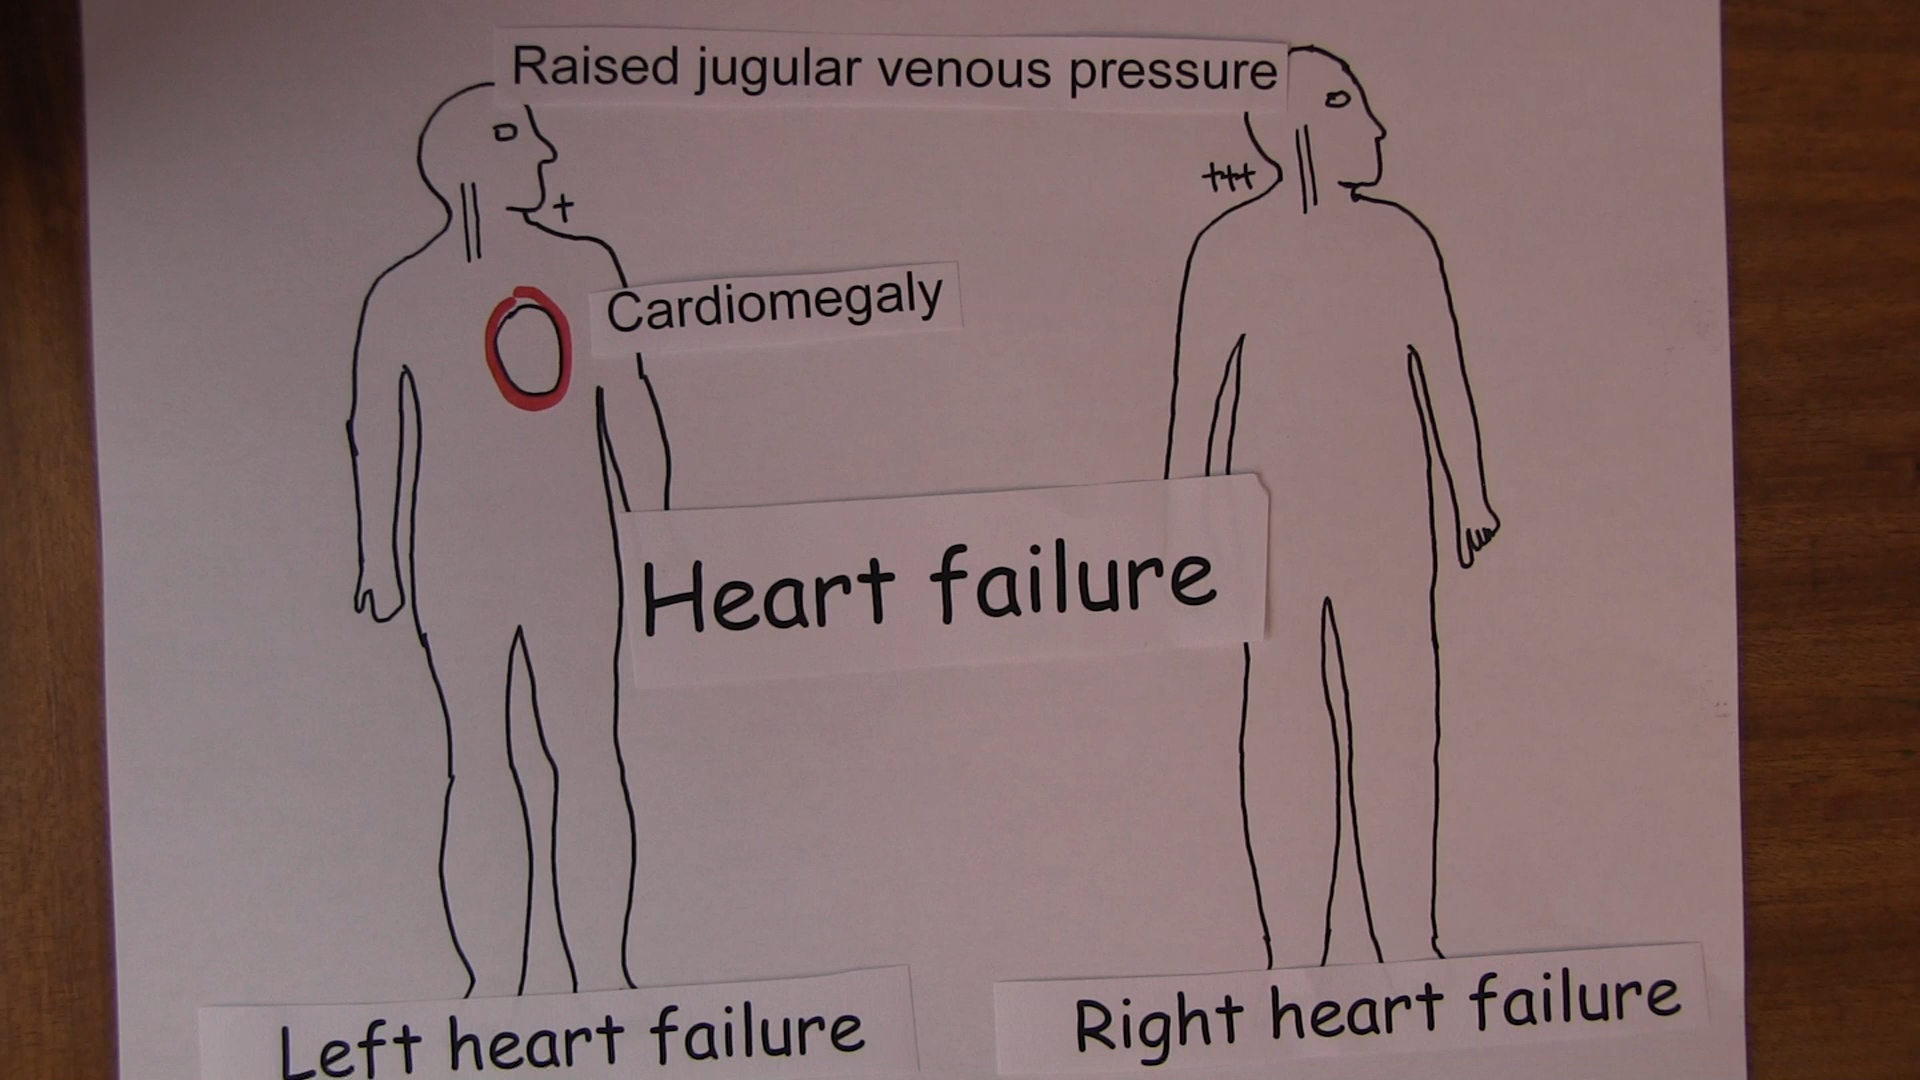 Raised jugular venous pressure
+++
+
Cardiomegaly
Heart failure
Left heart failure
Right heart failure